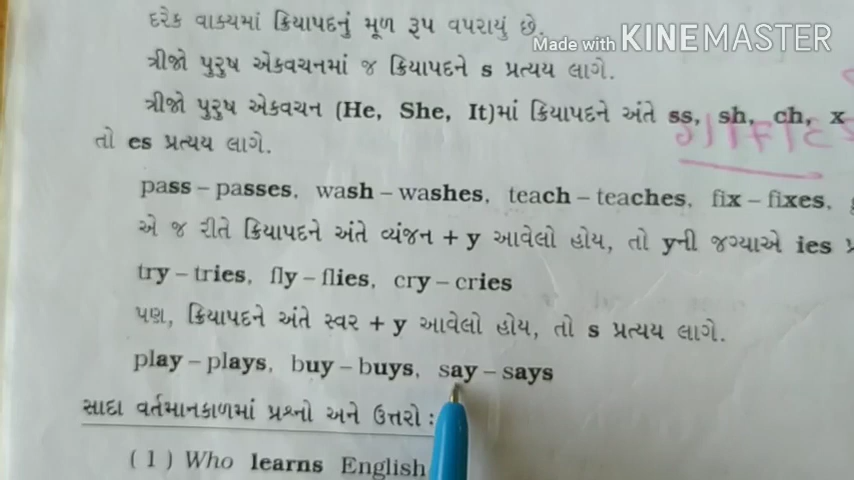 દરેક વાક્યમાં ક્રિયાપદનું મૂળ રૂપ વપરાયું છે.
Made with KINEMASTER
ત્રીજો પુરુષ એકવચનમાં જ ક્રિયાપદને s પ્રત્યય લાગે.
ત્રીજો પુરુષ એકવચન (He, She, It)માં ક્રિયાપદને અંતે ss, sh, ch, x
તો es પ્રત્યય લાગે.
pass – passes, wash – washes, teach – teaches, fix – fixes,
એ જ રીતે ક્રિયાપદને અંતે વ્યંજન + y આવેલો હોય, તો yની જગ્યાએ ies
try – tries, fly – flies, cry – cries
પણ, ક્રિયાપદને અંતે સ્વર + y આવેલો હોય, તો s પ્રત્યય લાગે.
play – plays, buy – buys, say – says
સાદા વર્તમાનકાળમાં પ્રશ્નો અને ઉત્તરો :
( 1 ) Who learns English